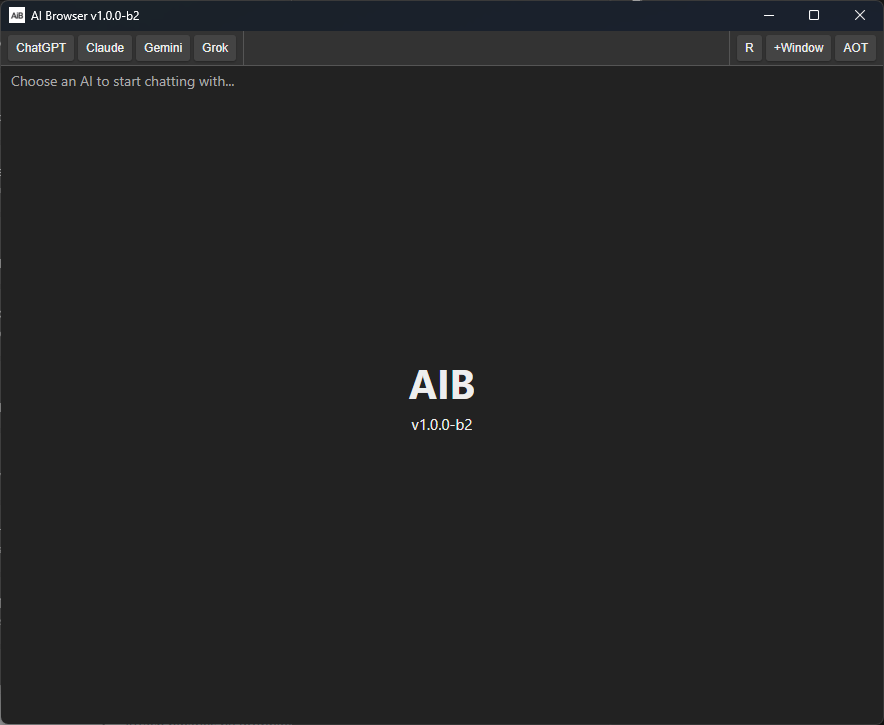 AiB AI Browser v1.0.0-b2
ChatGPT Claude Gemini Grok R +Window AOT
Choose an AI to start chatting with...
AIB
v1.0.0-b2